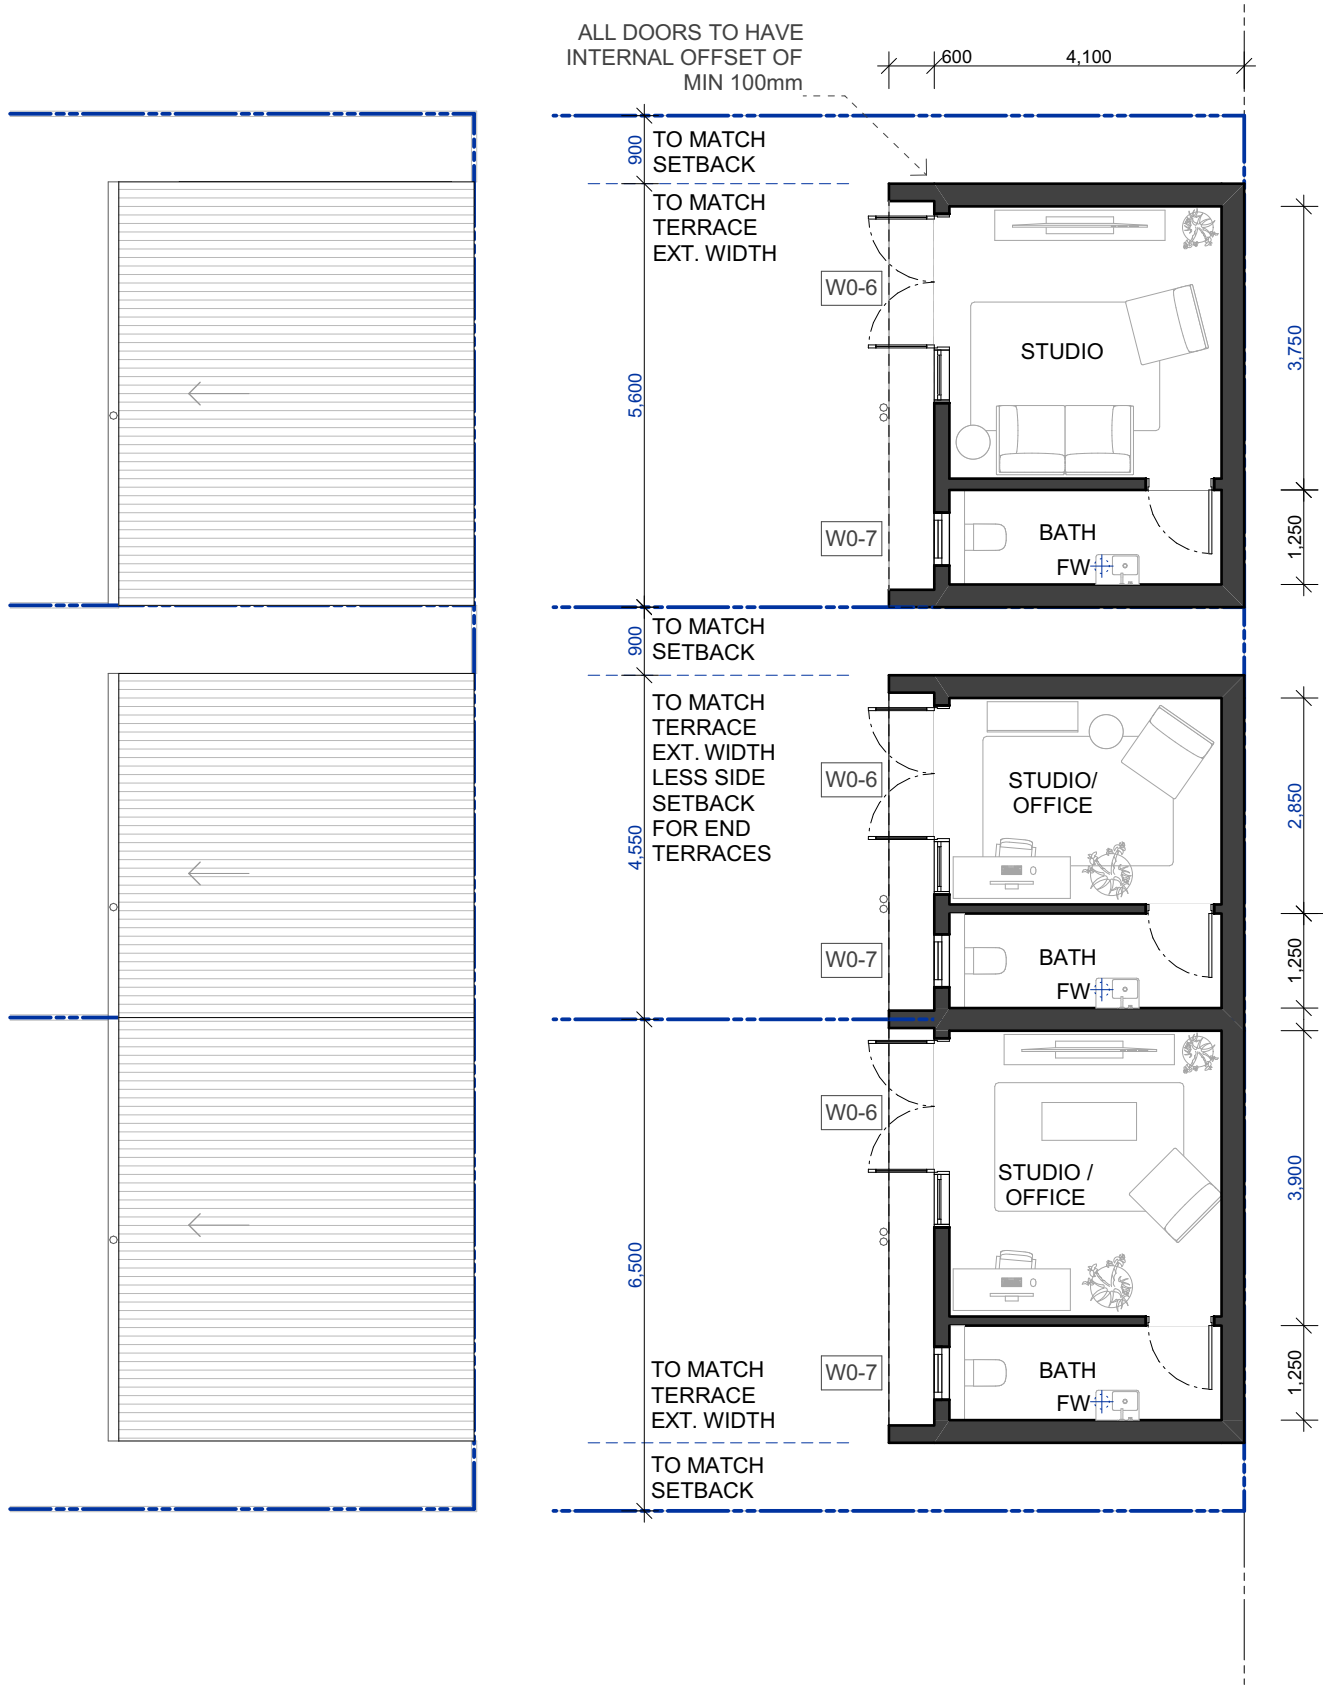 ALL DOORS TO HAVE
INTERNAL OFFSET OF
MIN 100mm
600
4,100
900
TO MATCH
SETBACK
TO MATCH
TERRACE
EXT. WIDTH
5,600
W0-6
STUDIO
3,750
W0-7
BATH
FW
1,250
900
TO MATCH
SETBACK
TO MATCH
TERRACE
EXT. WIDTH
LESS SIDE
SETBACK
FOR END
TERRACES
4,550
W0-6
STUDIO/
OFFICE
2,850
W0-7
BATH
FW
1,250
W0-6
STUDIO /
OFFICE
3,900
6,500
TO MATCH
TERRACE
EXT. WIDTH
W0-7
BATH
FW
1,250
TO MATCH
SETBACK